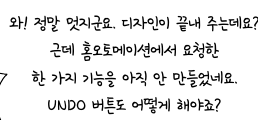 와! 정말 멋지군요. 디자인이 끝내 주는데요?
근데 홈오토메이션에서 요청한
한 가지 기능을 아직 안 만들었네요.
UNDO 버튼도 어떻게 해야죠?